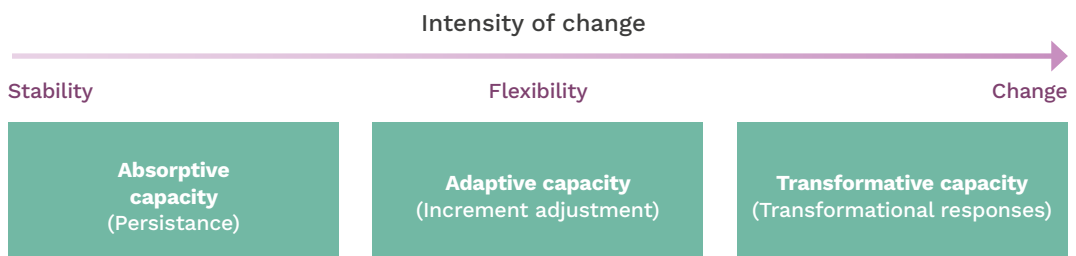 Intensity of change
Stability
Flexibility
Change
Absorptive
capacity
(Persistance)
Adaptive capacity
(Increment adjustment)
Transformative capacity
(Transformational responses)